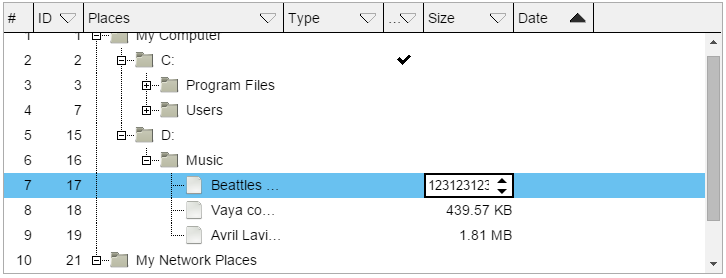 # ID Places Type ... Size Date
1 1 My Computer
2 2 C:
3 3 Program Files
4 7 Users
5 15 D:
6 16 Music
7 17 Beattles ... 123123123
8 18 Vaya co... 439.57 KB
9 19 Avril Lavi... 1.81 MB
10 21 My Network Places